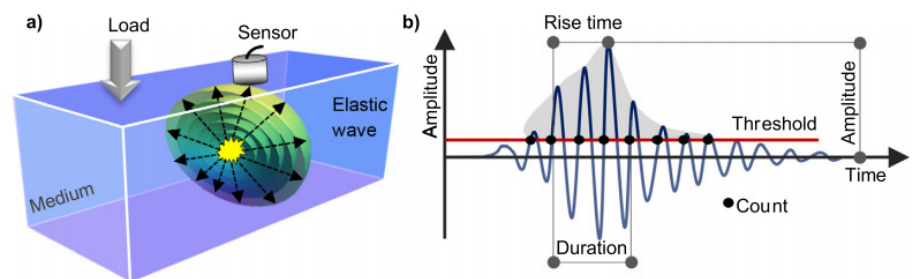 a)
Load
Sensor
Elastic
wave
Medium
b)
Rise time
Amplitude
Amplitude
Threshold
Time
Count
Duration